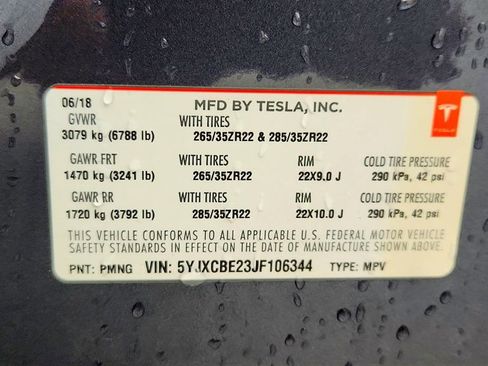 06/18 MFD BY TESLA, INC.
GVWR WITH TIRES
3079 kg (6788 lb) 265/35ZR22 & 285/35ZR22
TESLA
GAWR FRT WITH TIRES RIM COLD TIRE PRESSURE
1470 kg (3241 lb) 265/35ZR22 22X9.0 J 290 kPa, 42 psi
GAWR RR WITH TIRES RIM COLD TIRE PRESSURE
1720 kg (3792 lb) 285/35ZR22 22X10.0 J 290 kPa, 42 psi
THIS VEHICLE CONFORMS TO ALL APPLICABLE U.S. FEDERAL MOTOR VEHICLE
SAFETY STANDARDS IN EFFECT ON THE DATE OF MANUFACTURE SHOWN ABOVE.
PNT: PMNG VIN: 5YJXCBE23JF106344 TYPE: MPV